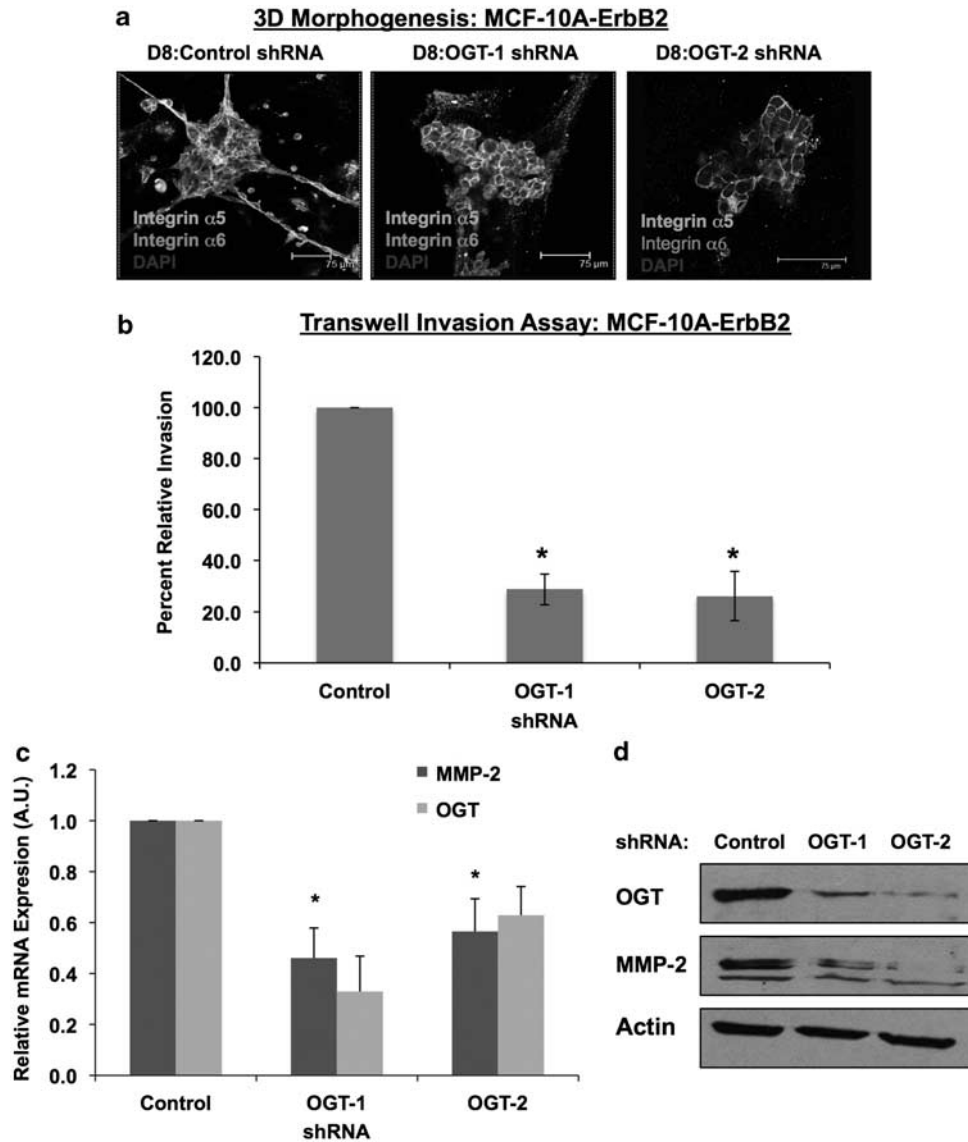 a
3D Morphogenesis: MCF-10A-ErbB2
D8:Control shRNA
D8:OGT-1 shRNA
D8:OGT-2 shRNA
Integrin α5
Integrin α6
DAPI
75 µm
Integrin α5
Integrin α6
DAPI
75 µm
Integrin α5
Integrin α6
DAPI
75 µm
b
Transwell Invasion Assay: MCF-10A-ErbB2
Percent Relative Invasion
120.0
100.0
80.0
60.0
40.0
20.0
0.0
* *
Control OGT-1 OGT-2
shRNA
c
Relative mRNA Expresion (A.U.)
1.2
1.0
0.8
0.6
0.4
0.2
0.0
MMP-2
OGT
* *
Control OGT-1 OGT-2
shRNA
d
shRNA: Control OGT-1 OGT-2
OGT
MMP-2
Actin